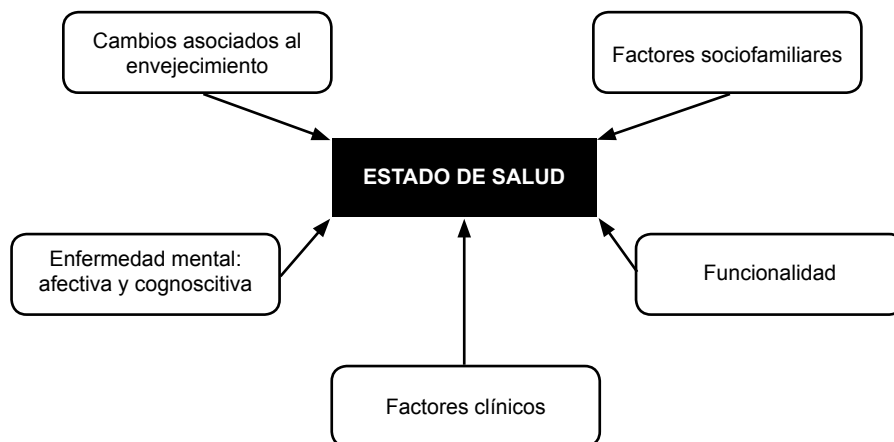 Cambios asociados al
envejecimiento
Factores sociofamiliares
ESTADO DE SALUD
Enfermedad mental:
afectiva y cognoscitiva
Funcionalidad
Factores clínicos